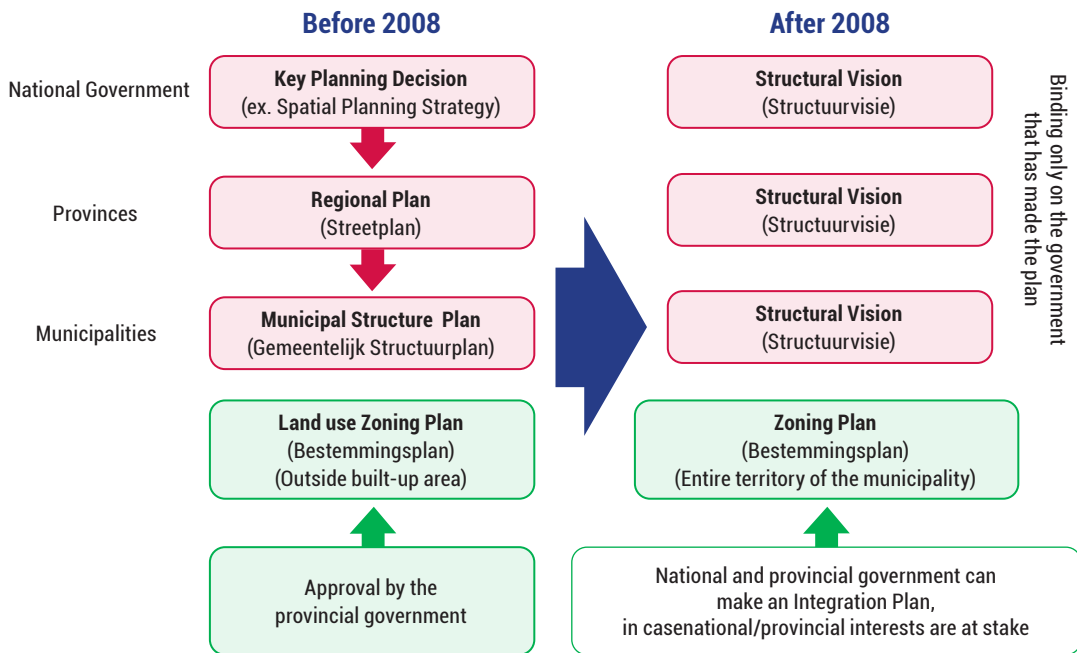 Before 2008
After 2008
National Government
Key Planning Decision
(ex. Spatial Planning Strategy)
Structural Vision
(Structuurvisie)
Provinces
Regional Plan
(Streetplan)
Structural Vision
(Structuurvisie)
Municipalities
Municipal Structure Plan
(Gemeentelijk Structuurplan)
Structural Vision
(Structuurvisie)
Binding only on the government
that has made the plan
Land use Zoning Plan
(Bestemmingsplan)
(Outside built-up area)
Zoning Plan
(Bestemmingsplan)
(Entire territory of the municipality)
Approval by the
provincial government
National and provincial government can
make an Integration Plan,
in casenational/provincial interests are at stake